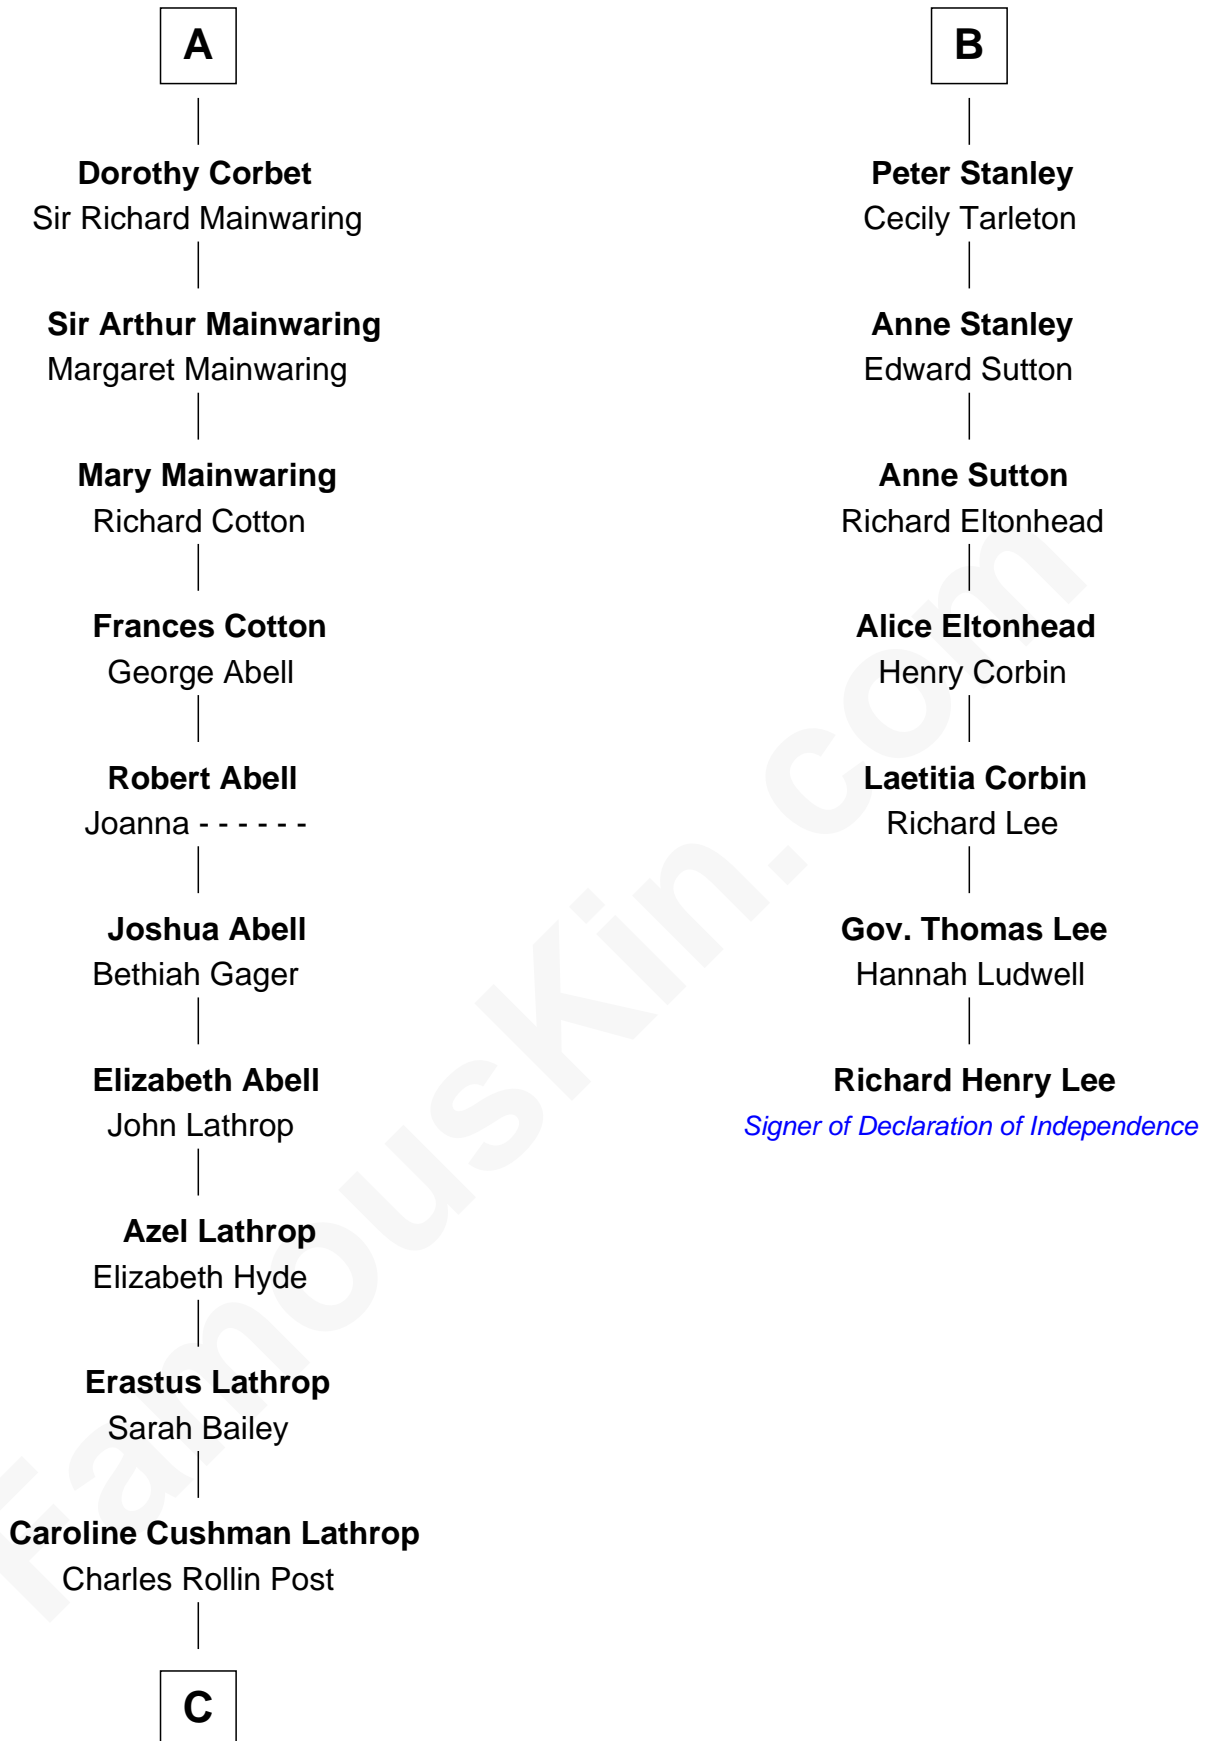 A
Dorothy Corbet
Sir Richard Mainwaring
Sir Arthur Mainwaring
Margaret Mainwaring
Mary Mainwaring
Richard Cotton
Frances Cotton
George Abell
Robert Abell
Joanna - - - - - -
Joshua Abell
Bethiah Gager
Elizabeth Abell
John Lathrop
Azel Lathrop
Elizabeth Hyde
Erastus Lathrop
Sarah Bailey
Caroline Cushman Lathrop
Charles Rollin Post
C
B
Peter Stanley
Cecily Tarleton
Anne Stanley
Edward Sutton
Anne Sutton
Richard Eltonhead
Alice Eltonhead
Henry Corbin
Laetitia Corbin
Richard Lee
Gov. Thomas Lee
Hannah Ludwell
Richard Henry Lee
Signer of Declaration of Independence
FamousKin.com